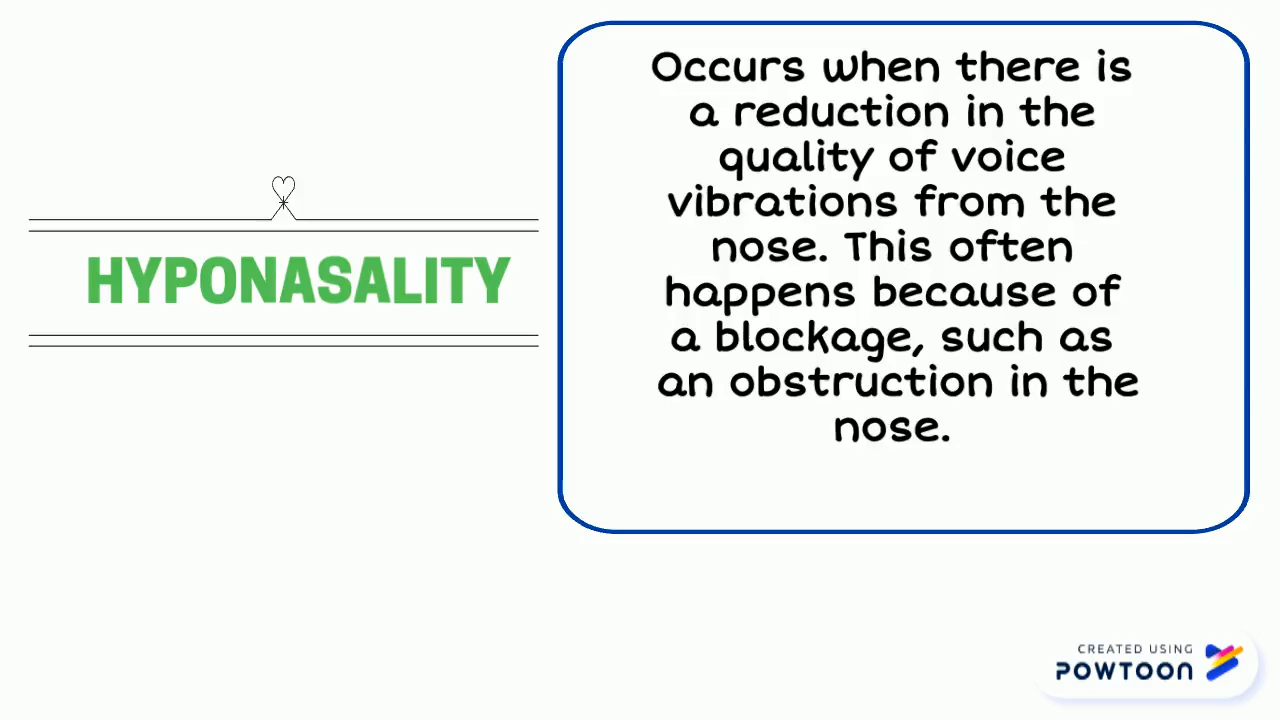 HYPONASALITY
Occurs when there is
a reduction in the
quality of voice
vibrations from the
nose. This often
happens because of
a blockage, such as
an obstruction in the
nose.
CREATED USING
POWTOON